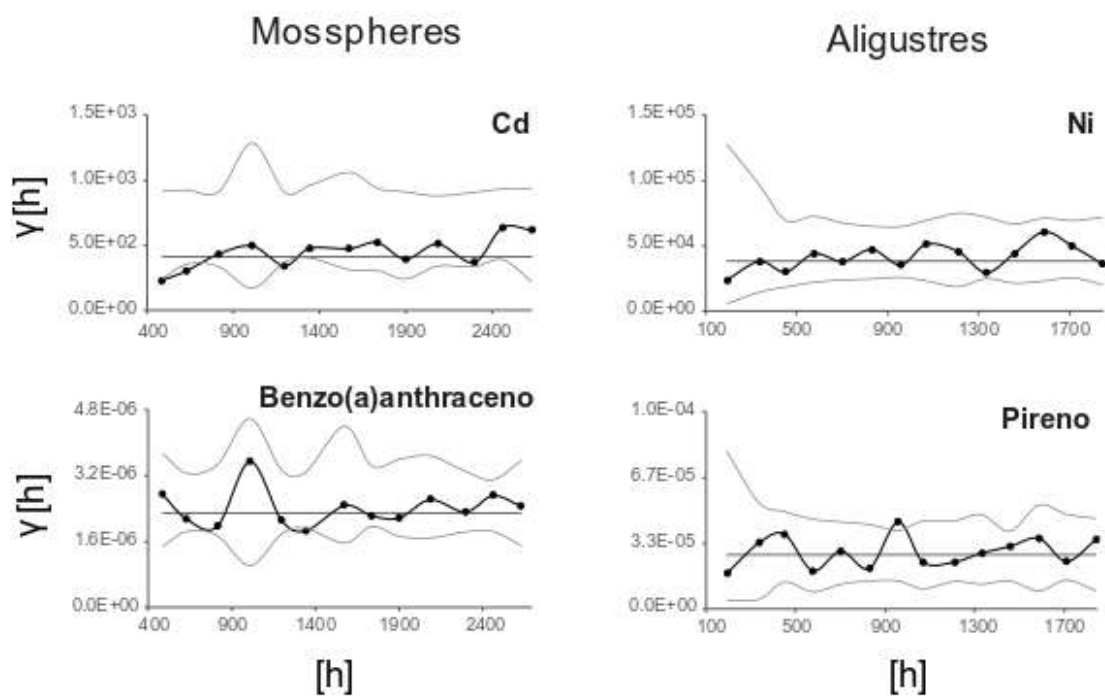 Mosspheres
Aligustres
1.5E+03
Cd
1.0E+03
5.0E+02
0.0E+00
400 900 1400 1900 2400
γ[h]
1.5E+05
Ni
1.0E+05
5.0E+04
0.0E+00
100 500 900 1300 1700
γ[h]
4.8E-06
Benzo(a)anthraceno
3.2E-06
1.6E-06
0.0E+00
400 900 1400 1900 2400
γ[h]
[h]
1.0E-04
Pireno
6.7E-05
3.3E-05
0.0E+00
100 500 900 1300 1700
γ[h]
[h]